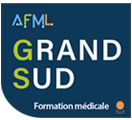 AFML
GRAND
SUD
Formation médicale